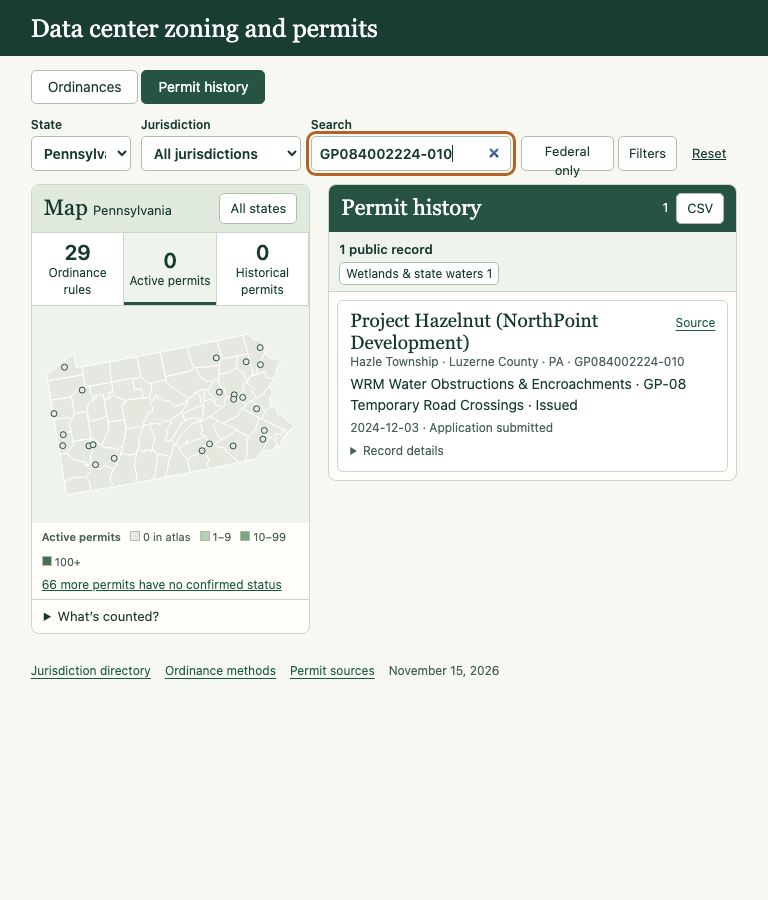 Data center zoning and permits
Ordinances
Permit history
State
Jurisdiction
Search
Pennsylva
All jurisdictions
GP084002224-010
Federal only
Filters
Reset
Map Pennsylvania
All states
29
Ordinance rules
0
Active permits
0
Historical permits
Active permits
0 in atlas
1–9
10–99
100+
66 more permits have no confirmed status
What's counted?
Permit history
1
CSV
1 public record
Wetlands & state waters 1
Project Hazelnut (NorthPoint
Development)
Source
Hazle Township · Luzerne County · PA · GP084002224-010
WRM Water Obstructions & Encroachments · GP-08
Temporary Road Crossings · Issued
2024-12-03 · Application submitted
Record details
Jurisdiction directory
Ordinance methods
Permit sources
November 15, 2026